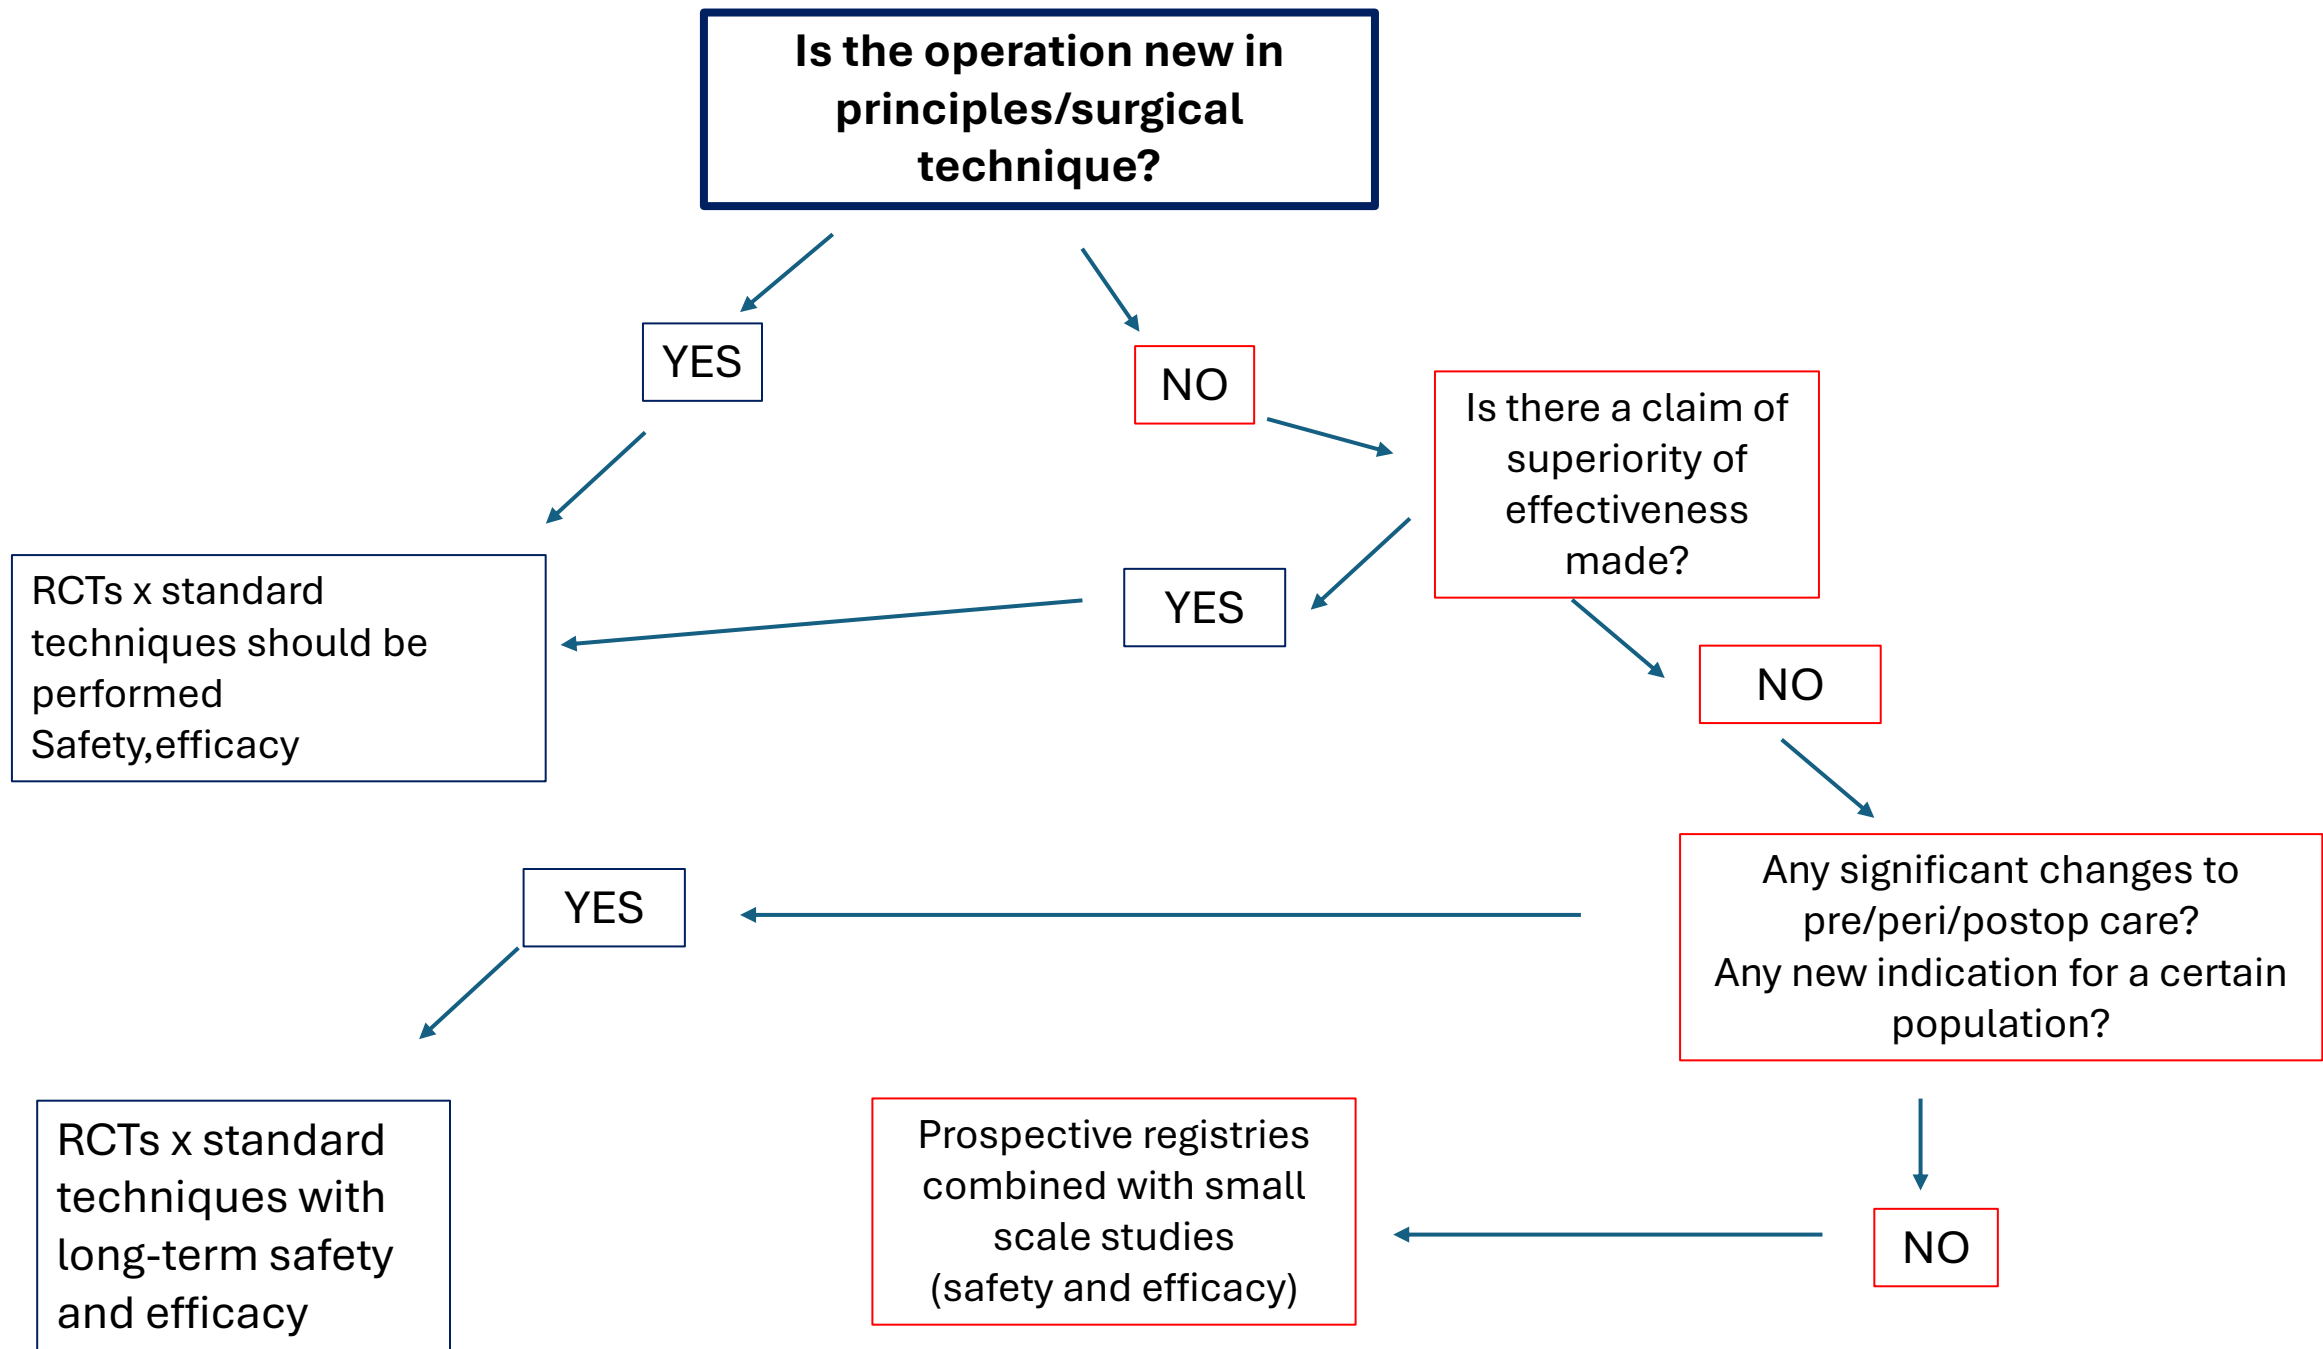 Is the operation new in
principles/surgical
technique?
YES
NO
Is there a claim of
superiority of
effectiveness
made?
RCTs x standard
techniques should be
performed
Safety,efficacy
YES
NO
Any significant changes to
pre/peri/postop care?
Any new indication for a certain
population?
YES
RCTs x standard
techniques with
long-term safety
and efficacy
Prospective registries
combined with small
scale studies
(safety and efficacy)
NO